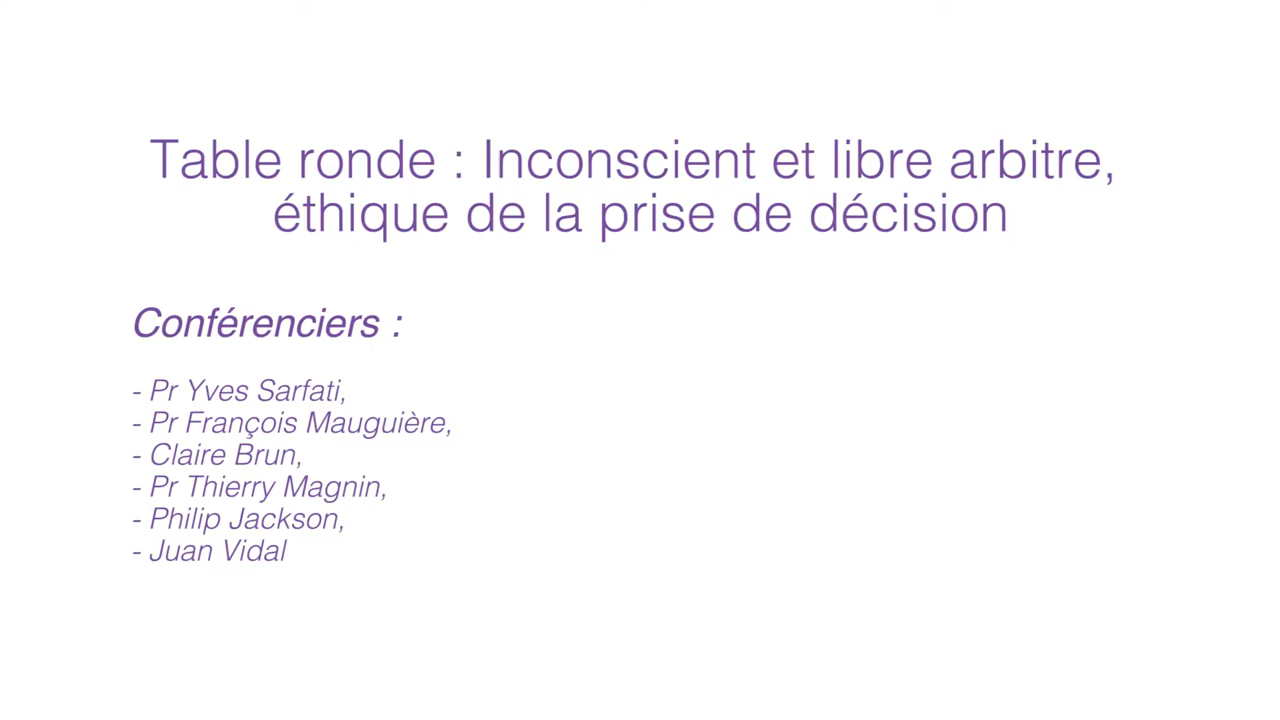 Table ronde : Inconscient et libre arbitre,
éthique de la prise de décision
Conférenciers :
- Pr Yves Sarfati,
- Pr François Mauguière,
- Claire Brun,
- Pr Thierry Magnin,
- Philip Jackson,
- Juan Vidal